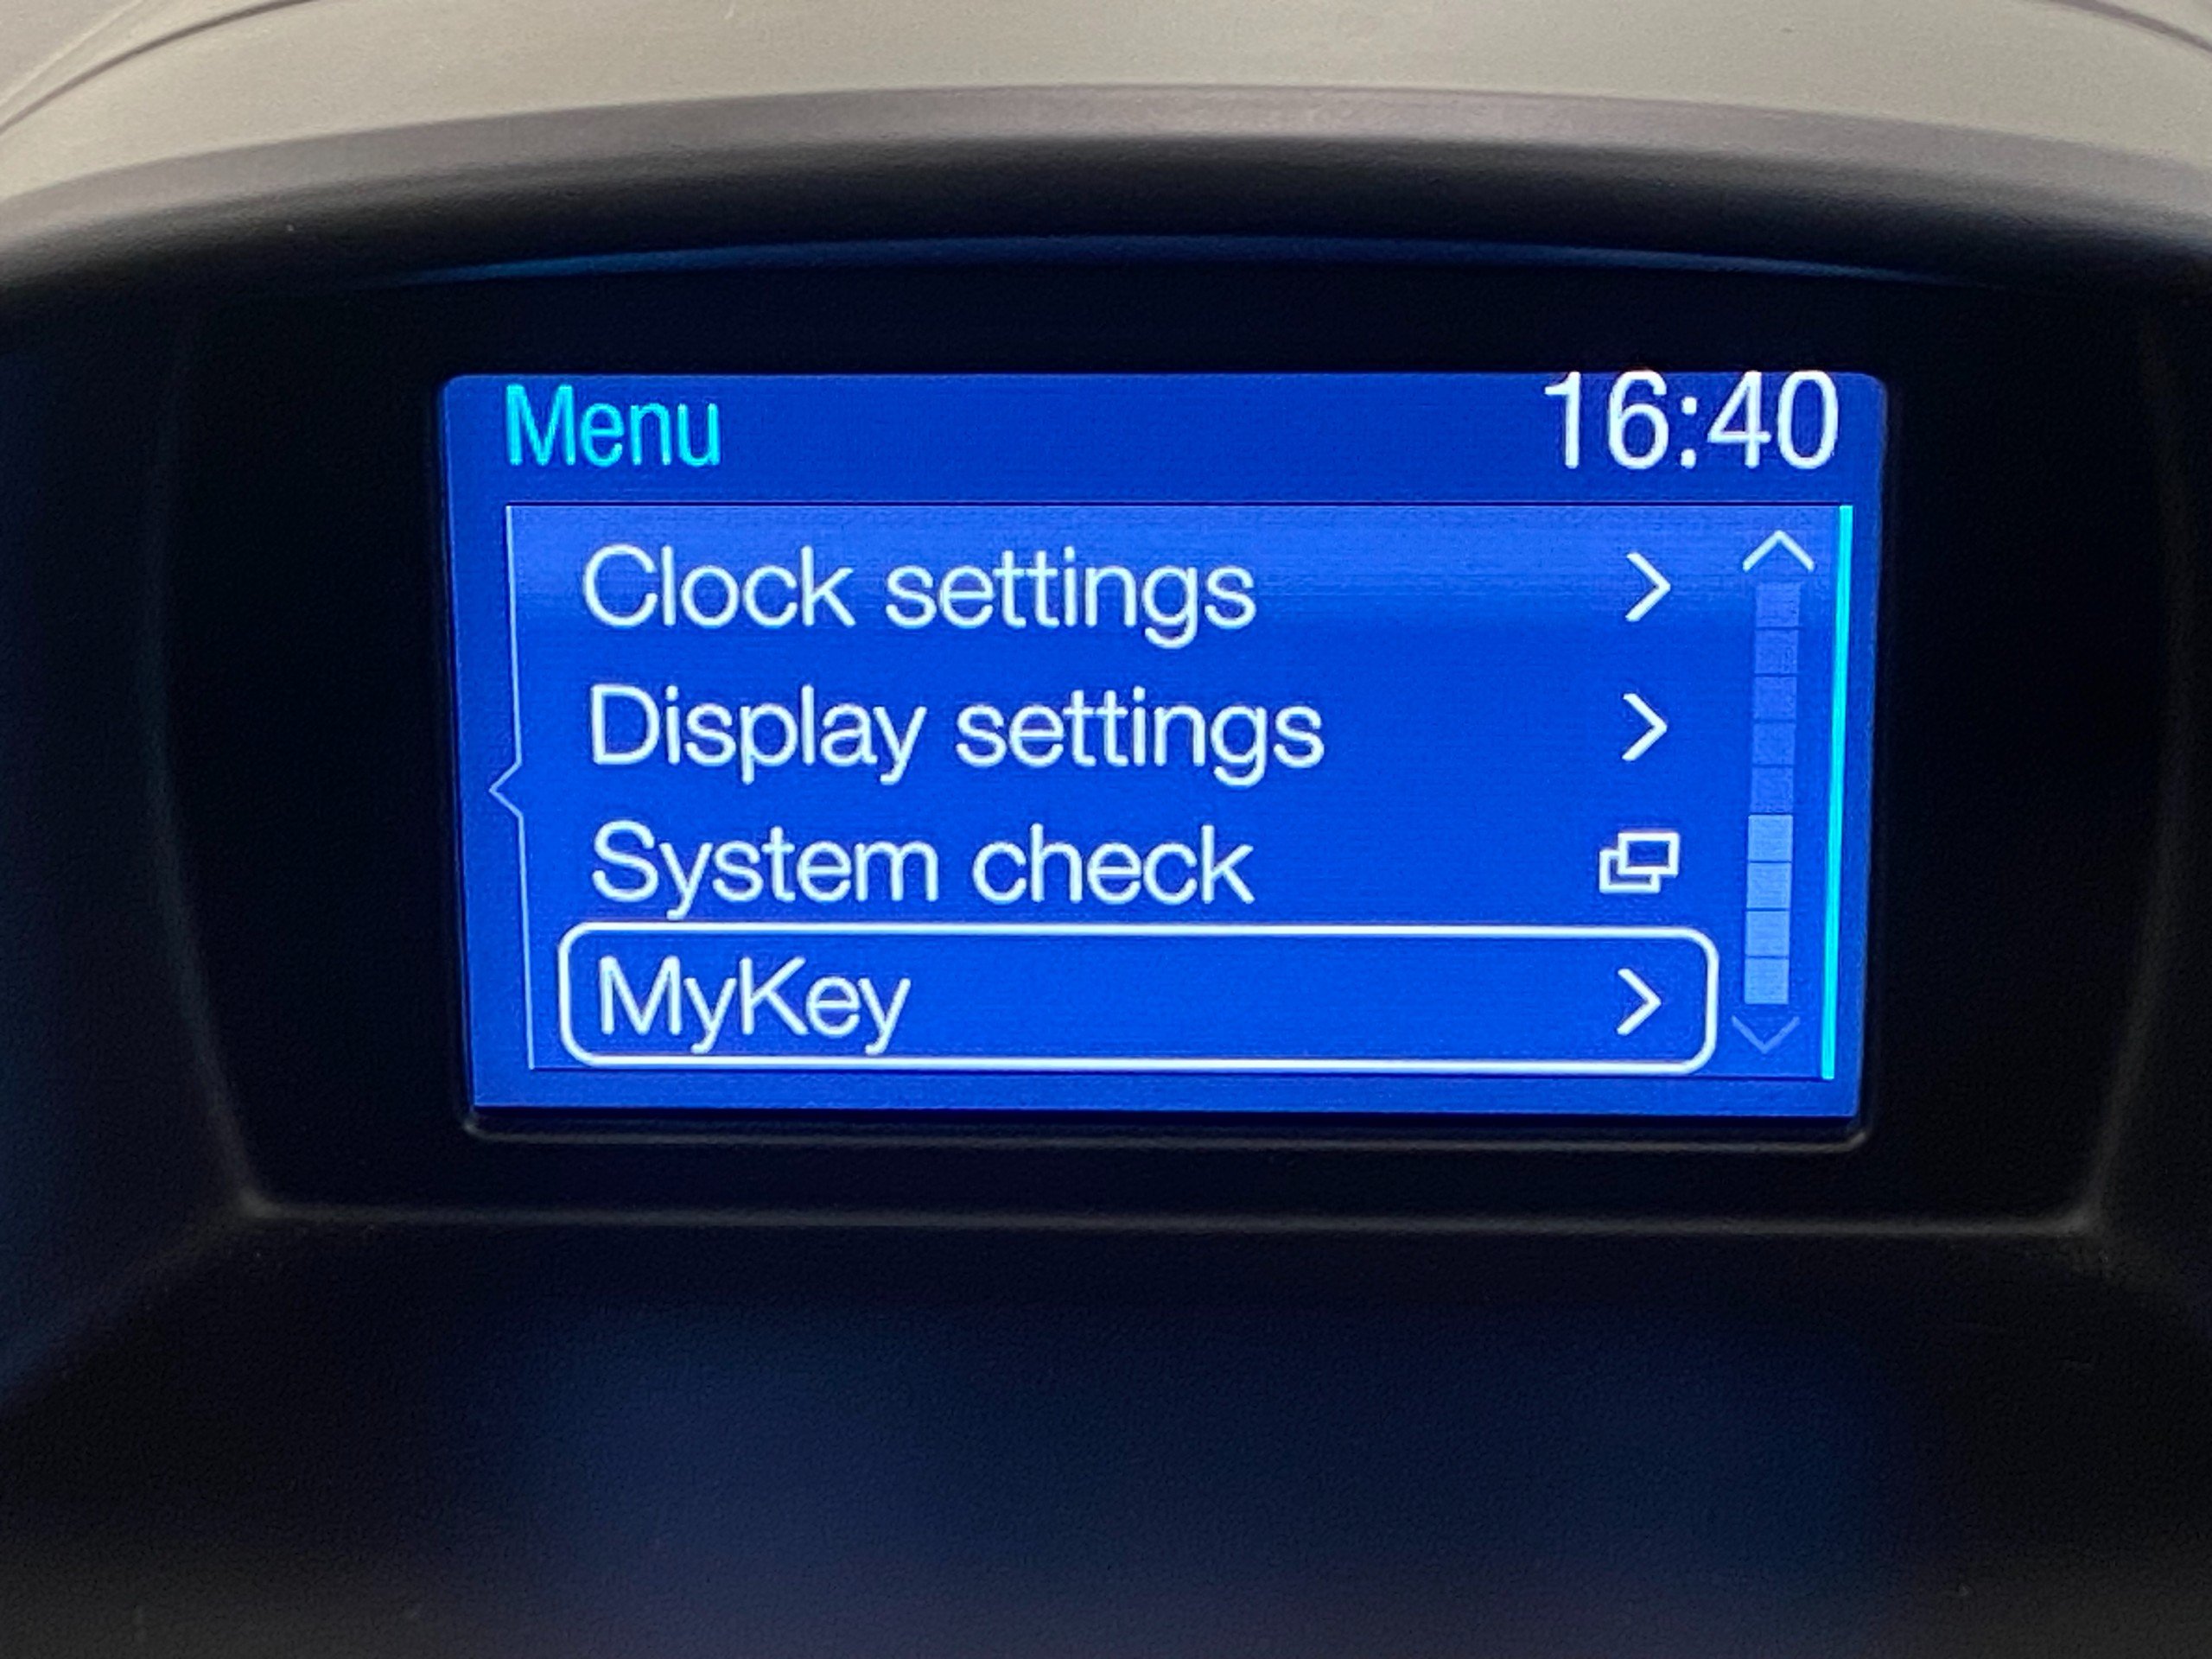 Menu 16:40
Clock settings
Display settings
System check
MyKey